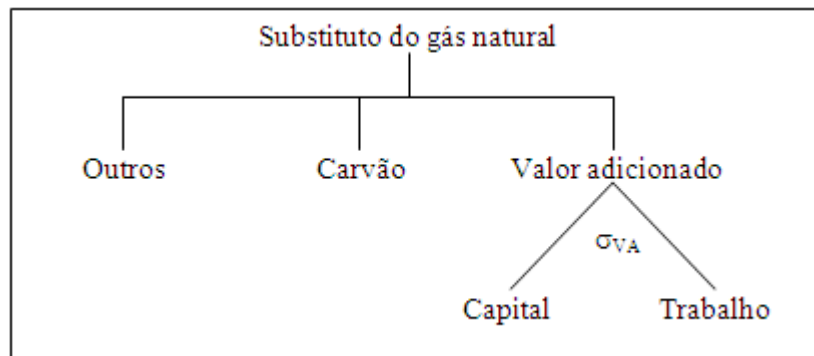 Substituto do gás natural
Outros Carvão Valor adicionado
σVA
Capital Trabalho